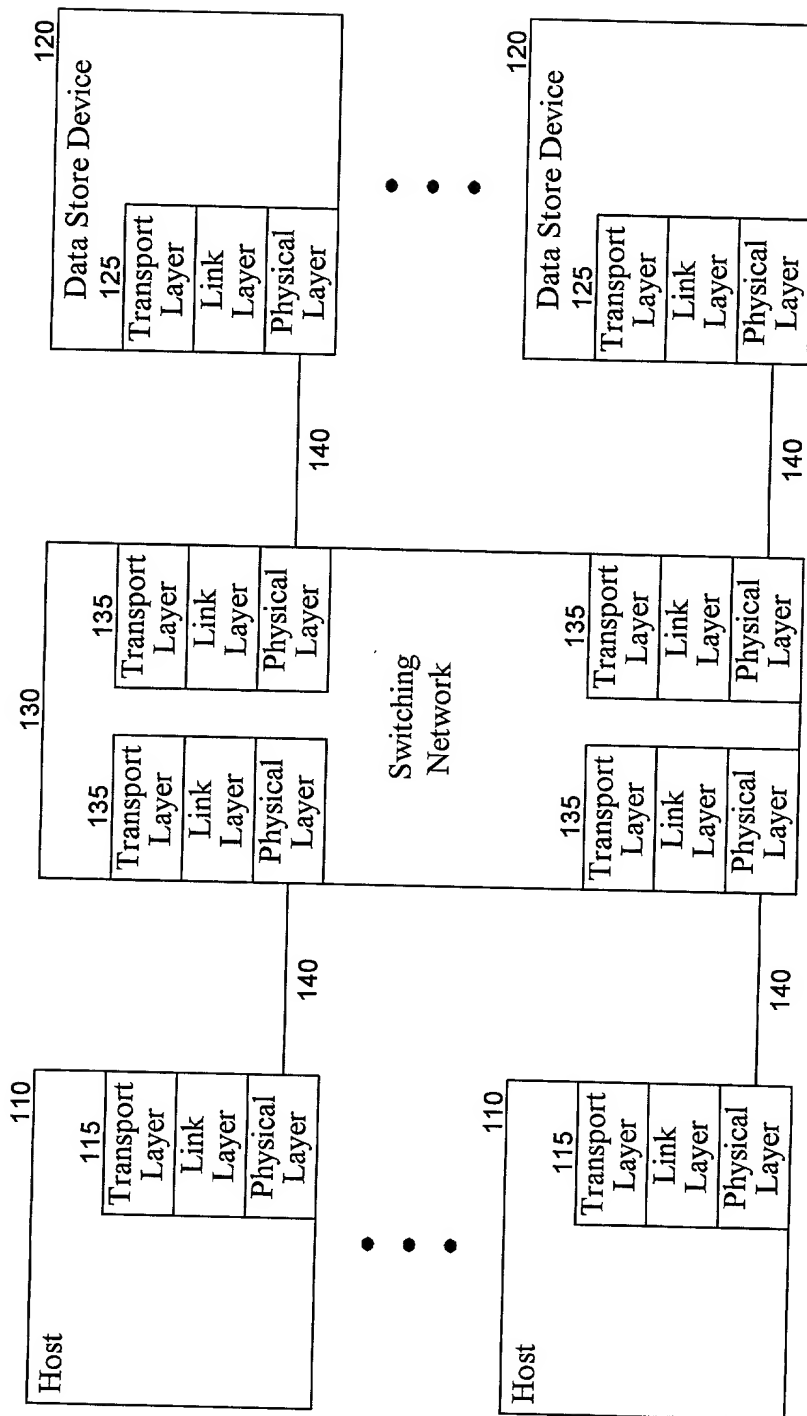 110
Host
115
Transport
Layer
Link
Layer
Physical
Layer
140
130
135
Transport
Layer
Link
Layer
Physical
Layer
135
Transport
Layer
Link
Layer
Physical
Layer
140
120
Data Store Device
125
Transport
Layer
Link
Layer
Physical
Layer
Switching
Network
110
Host
115
Transport
Layer
Link
Layer
Physical
Layer
140
135
Transport
Layer
Link
Layer
Physical
Layer
135
Transport
Layer
Link
Layer
Physical
Layer
140
120
Data Store Device
125
Transport
Layer
Link
Layer
Physical
Layer